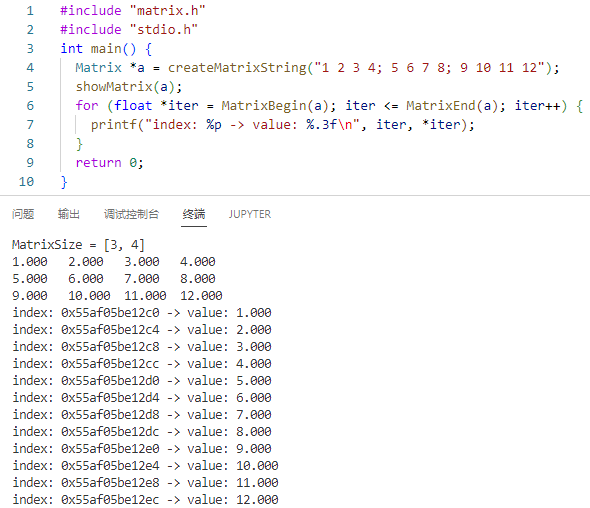 1 #include "matrix.h"
2 #include "stdio.h"
3 int main() {
4 Matrix *a = createMatrixString("1 2 3 4; 5 6 7 8; 9 10 11 12");
5 showMatrix(a);
6 for (float *iter = MatrixBegin(a); iter <= MatrixEnd(a); iter++) {
7 printf("index: %p -> value: %.3f\n", iter, *iter);
8 }
9 return 0;
10 }
问题 输出 调试控制台 终端 JUPYTER
MatrixSize = [3, 4]
1.000 2.000 3.000 4.000
5.000 6.000 7.000 8.000
9.000 10.000 11.000 12.000
index: 0x55af05be12c0 -> value: 1.000
index: 0x55af05be12c4 -> value: 2.000
index: 0x55af05be12c8 -> value: 3.000
index: 0x55af05be12cc -> value: 4.000
index: 0x55af05be12d0 -> value: 5.000
index: 0x55af05be12d4 -> value: 6.000
index: 0x55af05be12d8 -> value: 7.000
index: 0x55af05be12dc -> value: 8.000
index: 0x55af05be12e0 -> value: 9.000
index: 0x55af05be12e4 -> value: 10.000
index: 0x55af05be12e8 -> value: 11.000
index: 0x55af05be12ec -> value: 12.000